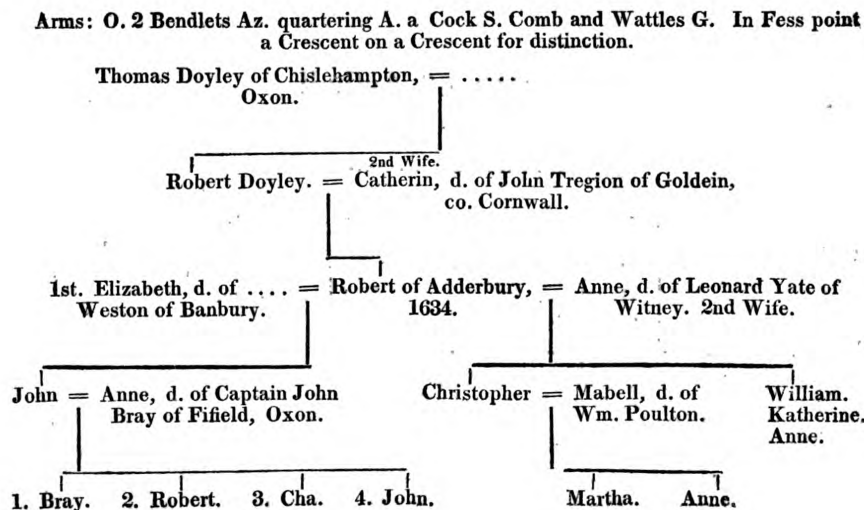 Arms: O. 2 Bendlets Az. quartering A. a Cock S. Comb and Wattles G. In Fess point
a Crescent on a Crescent for distinction.
Thomas Doyley of Chislehampton, = .....
Oxon.
2nd Wife.
Robert Doyley. = Catherin, d. of John Tregion of Goldein,
co. Cornwall.
1st. Elizabeth, d. of .... = Robert of Adderbury, = Anne, d. of Leonard Yate of
Weston of Banbury. 1634. Witney. 2nd Wife.
John = Anne, d. of Captain John Christopher = Mabell, d. of William.
Bray of Fifield, Oxon. Wm. Poulton. Katherine.
Anne.
1. Bray. 2. Robert. 3. Cha. 4. John. Martha. Anne.